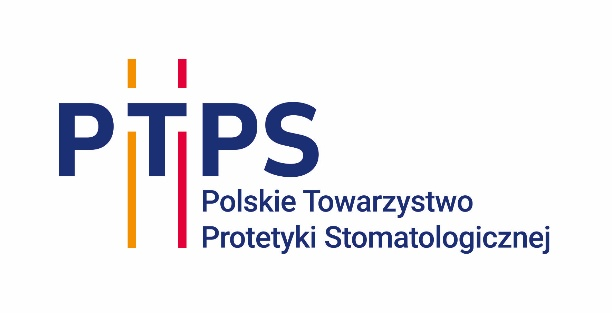 PTPS
Polskie Towarzystwo
Protetyki Stomatologicznej